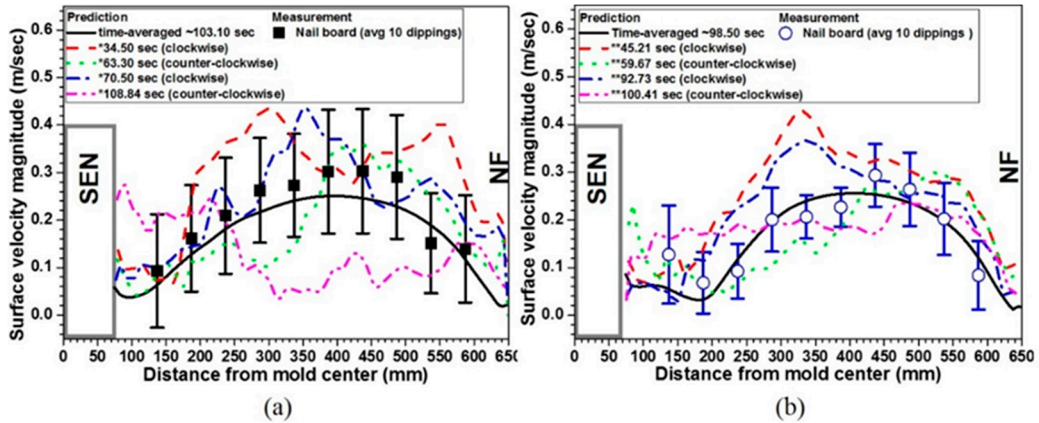 Prediction Measurement
time-averaged ~103.10 sec ■ Nail board (avg 10 dippings)
*34.50 sec (clockwise)
*63.30 sec (counter-clockwise)
*70.50 sec (clockwise)
*108.84 sec (counter-clockwise)
Surface velocity magnitude (m/sec)
0.6
0.5
0.4
0.3
0.2
0.1
0.0
SEN
NF
0 50 100 150 200 250 300 350 400 450 500 550 600 650
Distance from mold center (mm)
(a)
Prediction Measurement
Time-averaged ~98.50 sec Nail board (avg 10 dippings )
**45.21 sec (clockwise)
**59.67 sec (counter-clockwise)
**92.73 sec (clockwise)
**100.41 sec (counter-clockwise)
Surface velocity magnitude (m/sec)
0.6
0.5
0.4
0.3
0.2
0.1
0.0
SEN
NF
0 50 100 150 200 250 300 350 400 450 500 550 600 650
Distance from mold center (mm)
(b)